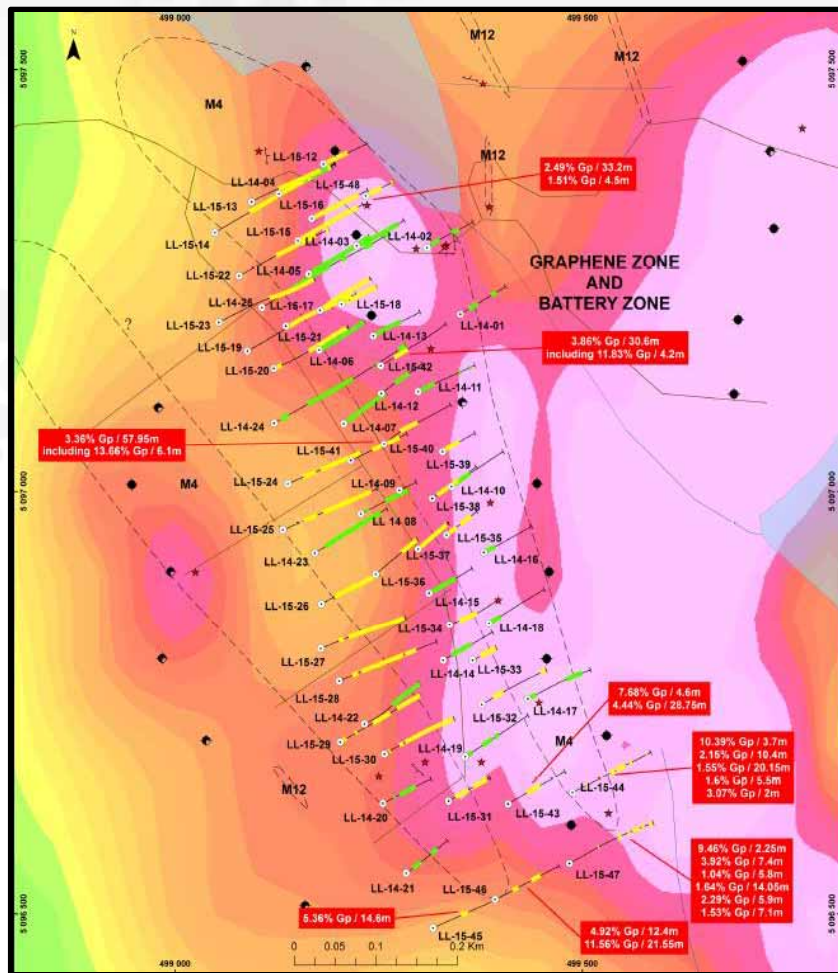 499 000
499 500
N
M12
M12
5 097 500
5 097 500
M4
M12
LL-15-12
2.49% Gp / 33.2m
1.51% Gp / 4.5m
LL-14-04
LL-15-48
LL-15-13
LL-15-16
LL-15-14
LL-15-15
LL-14-03
LL-14-02
GRAPHENE ZONE
AND
BATTERY ZONE
LL-15-22
LL-14-05
LL-15-18
LL-14-01
LL-15-23
LL-14-13
?
LL-15-21
3.86% Gp / 30.6m
including 11.83% Gp / 4.2m
LL-15-19
LL-14-06
LL-15-42
LL-15-20
LL-14-11
LL-14-12
LL-14-24
LL-14-07
3.36% Gp / 57.95m
including 13.66% Gp / 6.1m
LL-15-40
LL-15-41
LL-15-39
M4
LL-15-24
LL-14-09
LL-14-10
5 097 000
5 097 000
LL-15-38
LL-15-25
LL-14-08
LL-15-35
LL-14-23
LL-15-37
LL-14-16
LL-15-36
LL-15-26
LL-14-15
LL-15-34
LL-14-18
LL-15-27
LL-15-33
LL-14-14
LL-15-28
7.68% Gp / 4.6m
4.44% Gp / 28.75m
LL-14-22
LL-15-32
LL-14-17
LL-15-29
M4
10.39% Gp / 3.7m
2.15% Gp / 10.4m
1.55% Gp / 20.15m
1.6% Gp / 5.5m
3.07% Gp / 2m
LL-15-30
LL-14-19
M12
LL-15-44
LL-14-20
LL-15-31
LL-15-43
9.46% Gp / 2.25m
3.92% Gp / 7.4m
1.04% Gp / 5.8m
1.64% Gp / 14.05m
2.29% Gp / 5.9m
1.53% Gp / 7.1m
LL-14-21
LL-15-47
LL-15-46
5 096 500
5 096 500
5.36% Gp / 14.6m
4.92% Gp / 12.4m
11.56% Gp / 21.55m
LL-15-45
0 0.05 0.1 0.2 Km
499 000
499 500